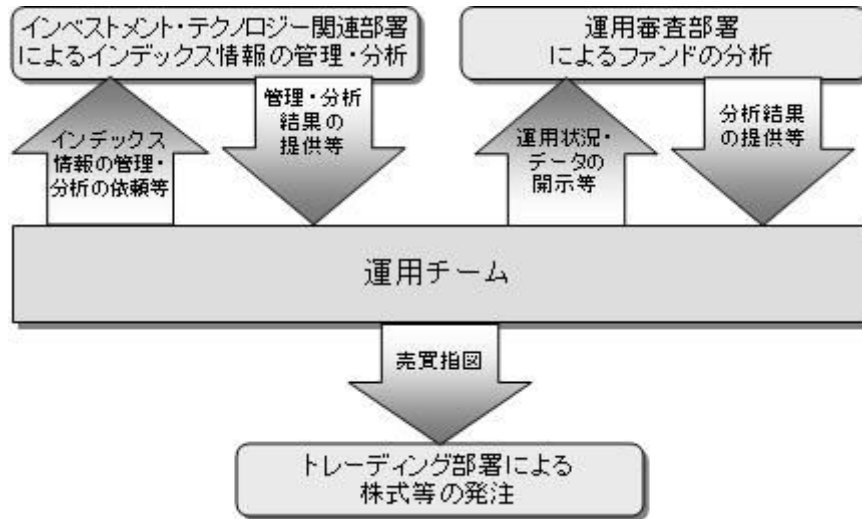 インベストメント・テクノロジー関連部署
によるインデックス情報の管理・分析
運用審査部署
によるファンドの分析
インデックス
情報の管理・
分析の依頼等
管理・分析
結果の
提供等
運用状況・
データの
開示等
分析結果
の提供等
運用チーム
売買指図
トレーディング部署による
株式等の発注